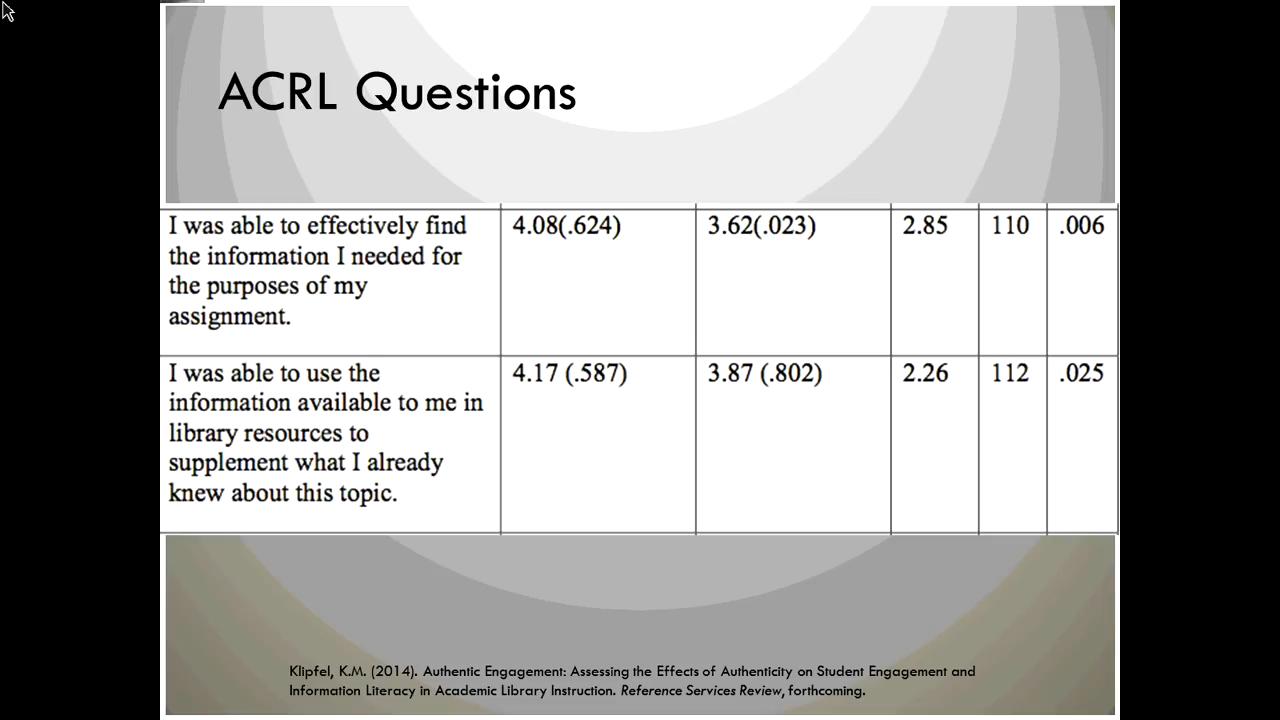 ACRL Questions
I was able to effectively find
the information I needed for
the purposes of my
assignment.
4.08(.624)
3.62(.023)
2.85
110
.006
I was able to use the
information available to me in
library resources to
supplement what I already
knew about this topic.
4.17 (.587)
3.87 (.802)
2.26
112
.025
Klipfel, K.M. (2014). Authentic Engagement: Assessing the Effects of Authenticity on Student Engagement and
Information Literacy in Academic Library Instruction. Reference Services Review, forthcoming.